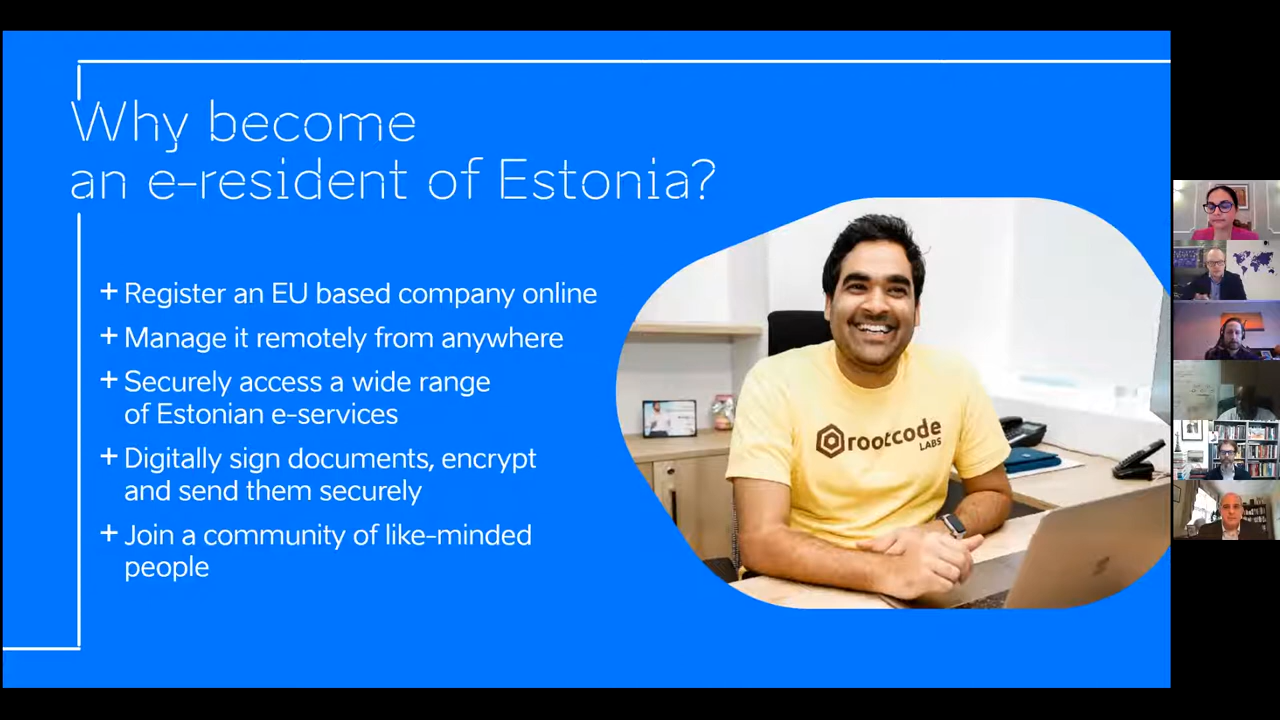 Why become
an e-resident of Estonia?
+ Register an EU based company online
+ Manage it remotely from anywhere
+ Securely access a wide range
of Estonian e-services
+ Digitally sign documents, encrypt
and send them securely
+ Join a community of like-minded
people
rootcode
LABS